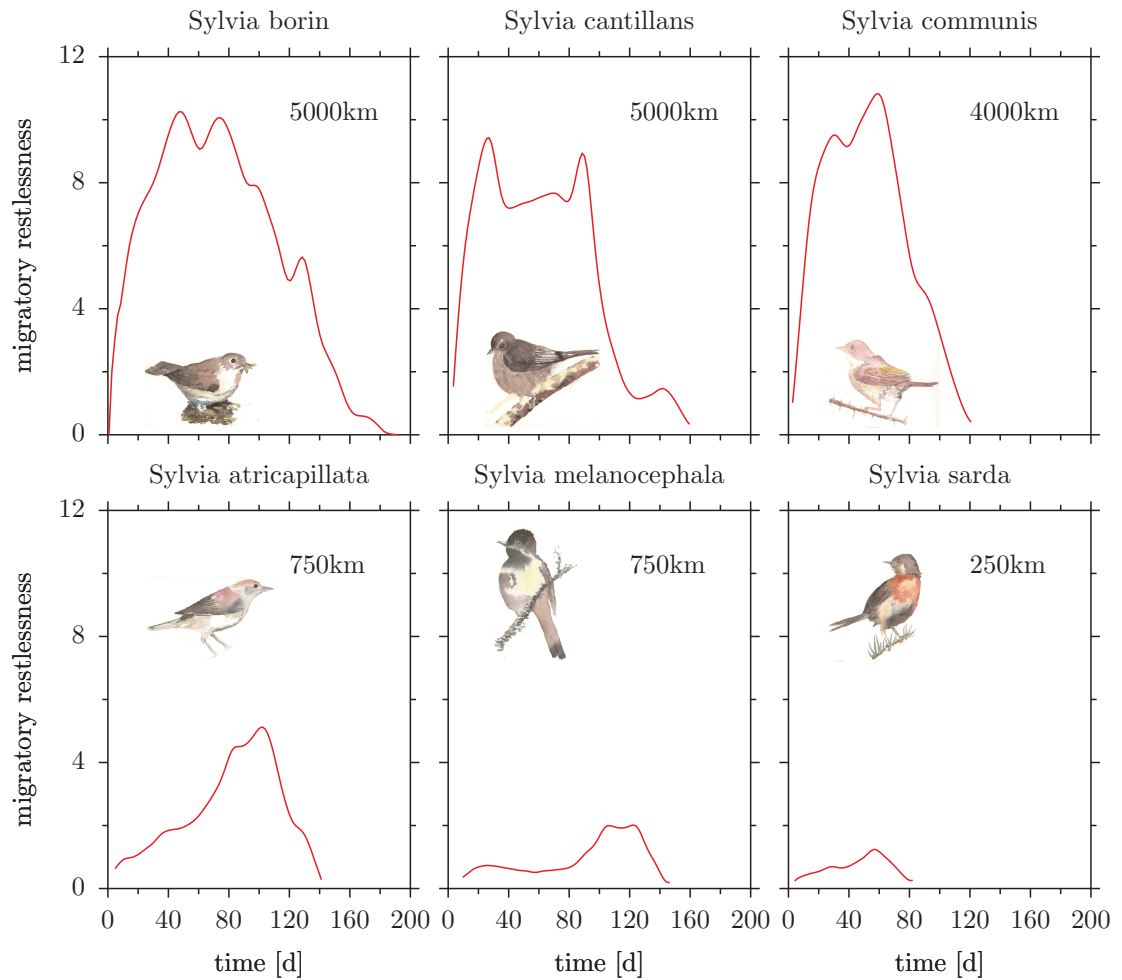 Sylvia borin
Sylvia cantillans
Sylvia communis
12
8
4
0
migratory restlessness
5000km
5000km
4000km
Sylvia atricapillata
Sylvia melanocephala
Sylvia sarda
12
8
4
0
migratory restlessness
750km
750km
250km
0 40 80 120 160 200
0 40 80 120 160 200
0 40 80 120 160 200
time [d]
time [d]
time [d]